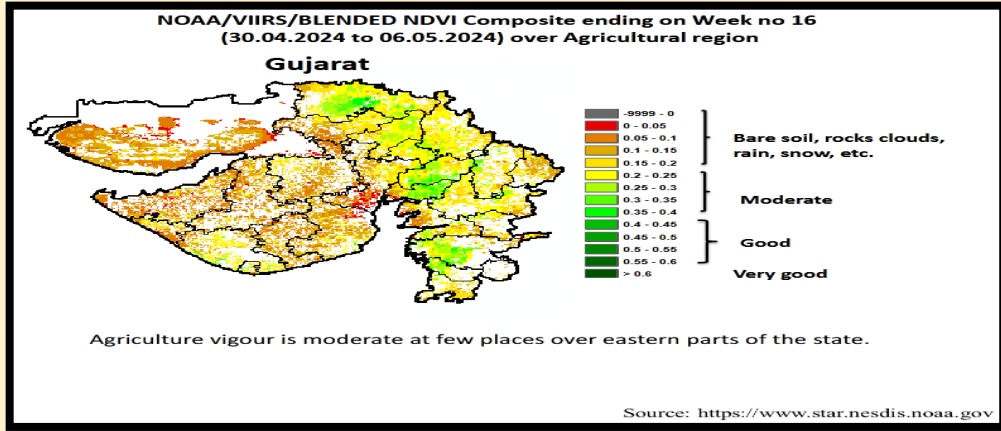 NOAA/VIIRS/BLENDED NDVI Composite ending on Week no 16
(30.04.2024 to 06.05.2024) over Agricultural region
Gujarat
-9999 - 0
0 - 0.05
0.05 - 0.1
0.1 - 0.15
0.15 - 0.2
0.2 - 0.25
0.25 - 0.3
0.3 - 0.35
0.35 - 0.4
0.4 - 0.45
0.45 - 0.5
0.5 - 0.55
0.55 - 0.6
> 0.6
Bare soil, rocks clouds,
rain, snow, etc.
Moderate
Good
Very good
Agriculture vigour is moderate at few places over eastern parts of the state.
Source: https://www.star.nesdis.noaa.gov